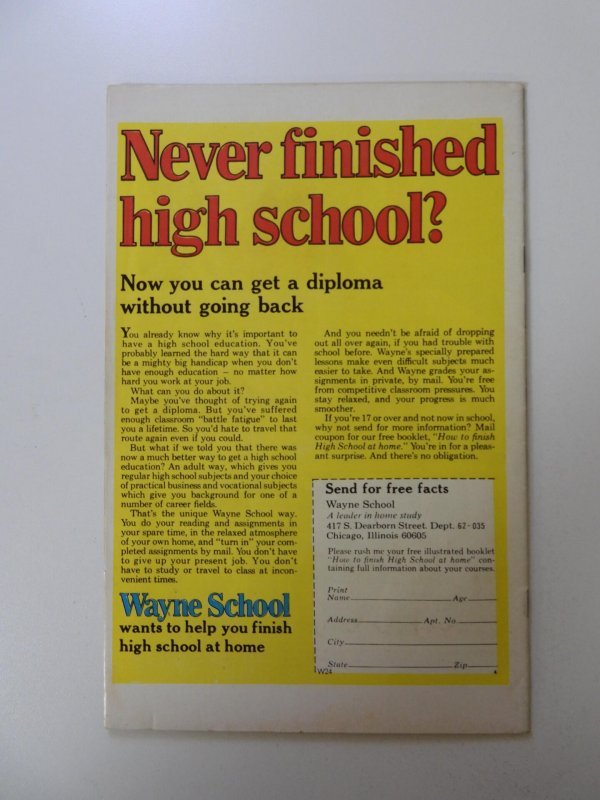 Never finished
high school?
Now you can get a diploma
without going back
You already know why it's important to
have a high school education. You've
probably learned the hard way that it can
be a mighty big handicap when you don't
have enough education — no matter how
hard you work at your job.
What can you do about it?
Maybe you've thought of trying again
to get a diploma. But you've suffered
enough classroom "battle fatigue" to last
you a lifetime. So you'd hate to travel that
route again even if you could.
But what if we told you that there was
now a much better way to get a high school
education? An adult way, which gives you
regular high school subjects and your choice
of practical business and vocational subjects
which give you background for one of a
number of career fields.
That's the unique Wayne School way.
You do your reading and assignments in
your spare time, in the relaxed atmosphere
of your own home, and "turn in" your com-
pleted assignments by mail. You don't have
to give up your present job. You don't
have to study or travel to class at incon-
venient times.
Wayne School
wants to help you finish
high school at home
And you needn't be afraid of dropping
out all over again, if you had trouble with
school before. Wayne's specially prepared
lessons make even difficult subjects much
easier to take. And Wayne grades your as-
signments in private, by mail. You're free
from competitive classroom pressures. You
stay relaxed, and your progress is much
smoother.
If you're 17 or over and not now in school,
why not send for more information? Mail
coupon for our free booklet, "How to finish
High School at home." You're in for a pleas-
ant surprise. And there's no obligation.
Send for free facts
Wayne School
A leader in home study
417 S. Dearborn Street. Dept. 62-035
Chicago, Illinois 60605
Please rush me your free illustrated booklet
"How to finish High School at home" con-
taining full information about your courses.
Print
Name Age
Address Apt. No
City
State Zip
W24 4